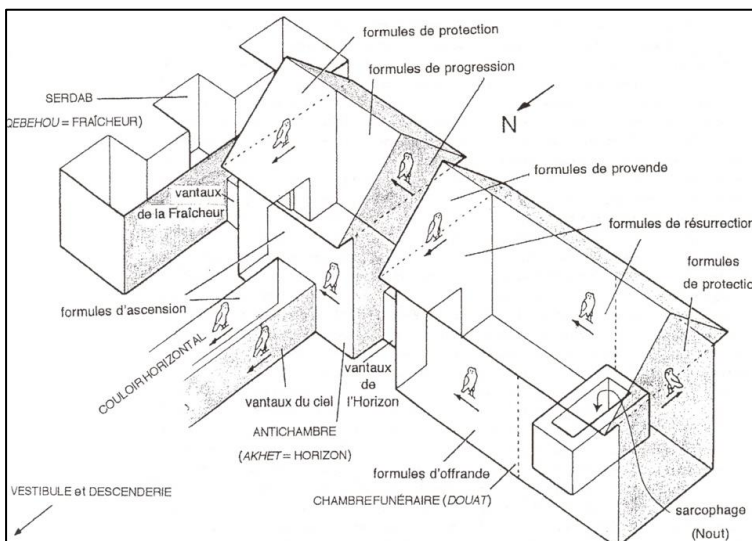 formules de protection
formules de progression
SERDAB
QEBEHOU = FRAÎCHEUR)
N
formules de provende
vantaux
de la Fraîcheur
formules de résurrection
formules
de protection
formules d'ascension
COULOIR HORIZONTAL
vantaux du ciel
vantaux
de
l'Horizon
ANTICHAMBRE
(AKHET = HORIZON)
formules d'offrande
CHAMBRE FUNÉRAIRE (DOUAT)
VESTIBULE et DESCENDERIE
sarcophage
(Nout)